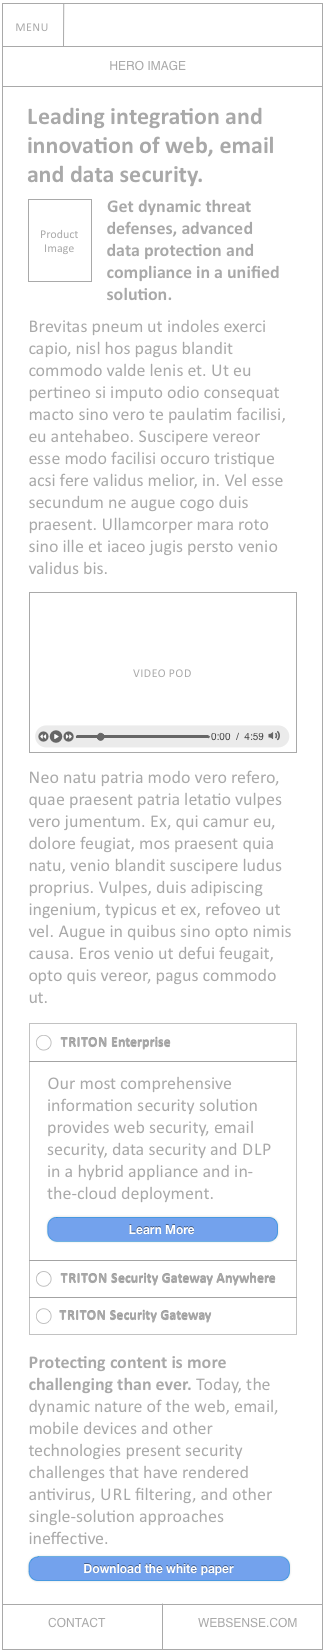 MENU
HERO IMAGE
Leading integration and
innovation of web, email
and data security.
Product
Image
Get dynamic threat
defenses, advanced
data protection and
compliance in a unified
solution.
Brevitas pneum ut indoles exerci
capio, nisl hos pagus blandit
commodo valde lenis et. Ut eu
pertineo si imputo odio consequat
macto sino vero te paulatim facilisi,
eu antehabeo. Suscipere vereor
esse modo facilisi occuro tristique
acsi fere validus melior, in. Vel esse
secundum ne augue cogo duis
praesent. Ullamcorper mara roto
sino ille et iaceo jugis persto venio
validus bis.
VIDEO POD
0:00 / 4:59
Neo natu patria modo vero refero,
quae praesent patria letatio vulpes
vero jumentum. Ex, qui camur eu,
dolore feugiat, mos praesent quia
natu, venio blandit suscipere ludus
proprius. Vulpes, duis adipiscing
ingenium, typicus et ex, refoveo ut
vel. Augue in quibus sino opto nimis
causa. Eros venio ut defui feugait,
opto quis vereor, pagus commodo
ut.
TRITON Enterprise
Our most comprehensive
information security solution
provides web security, email
security, data security and DLP
in a hybrid appliance and in-
the-cloud deployment.
Learn More
TRITON Security Gateway Anywhere
TRITON Security Gateway
Protecting content is more
challenging than ever. Today, the
dynamic nature of the web, email,
mobile devices and other
technologies present security
challenges that have rendered
antivirus, URL filtering, and other
single-solution approaches
ineffective.
Download the white paper
CONTACT
WEBSENSE.COM